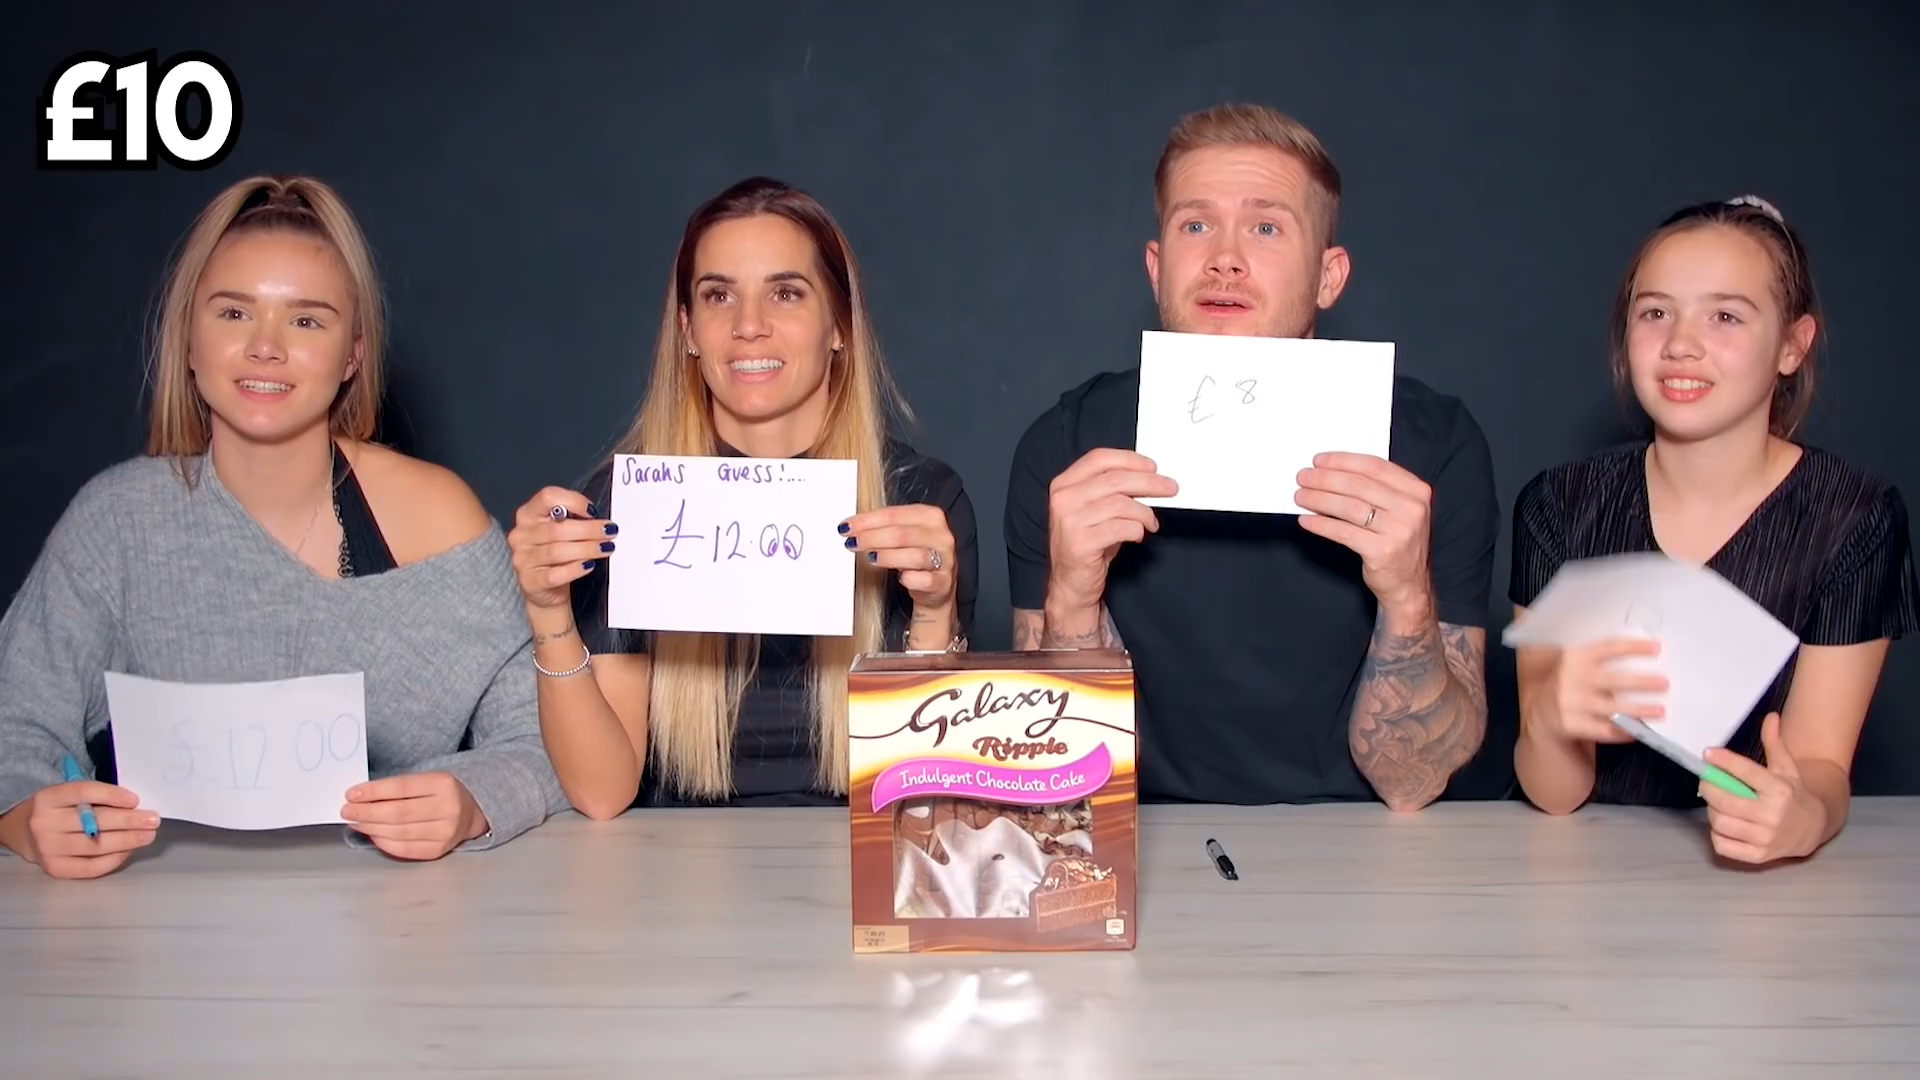 £10
Sarahs Guess!....
£12.00
£ 8
£12 00
Galaxy
Ripple
Indulgent Chocolate Cake